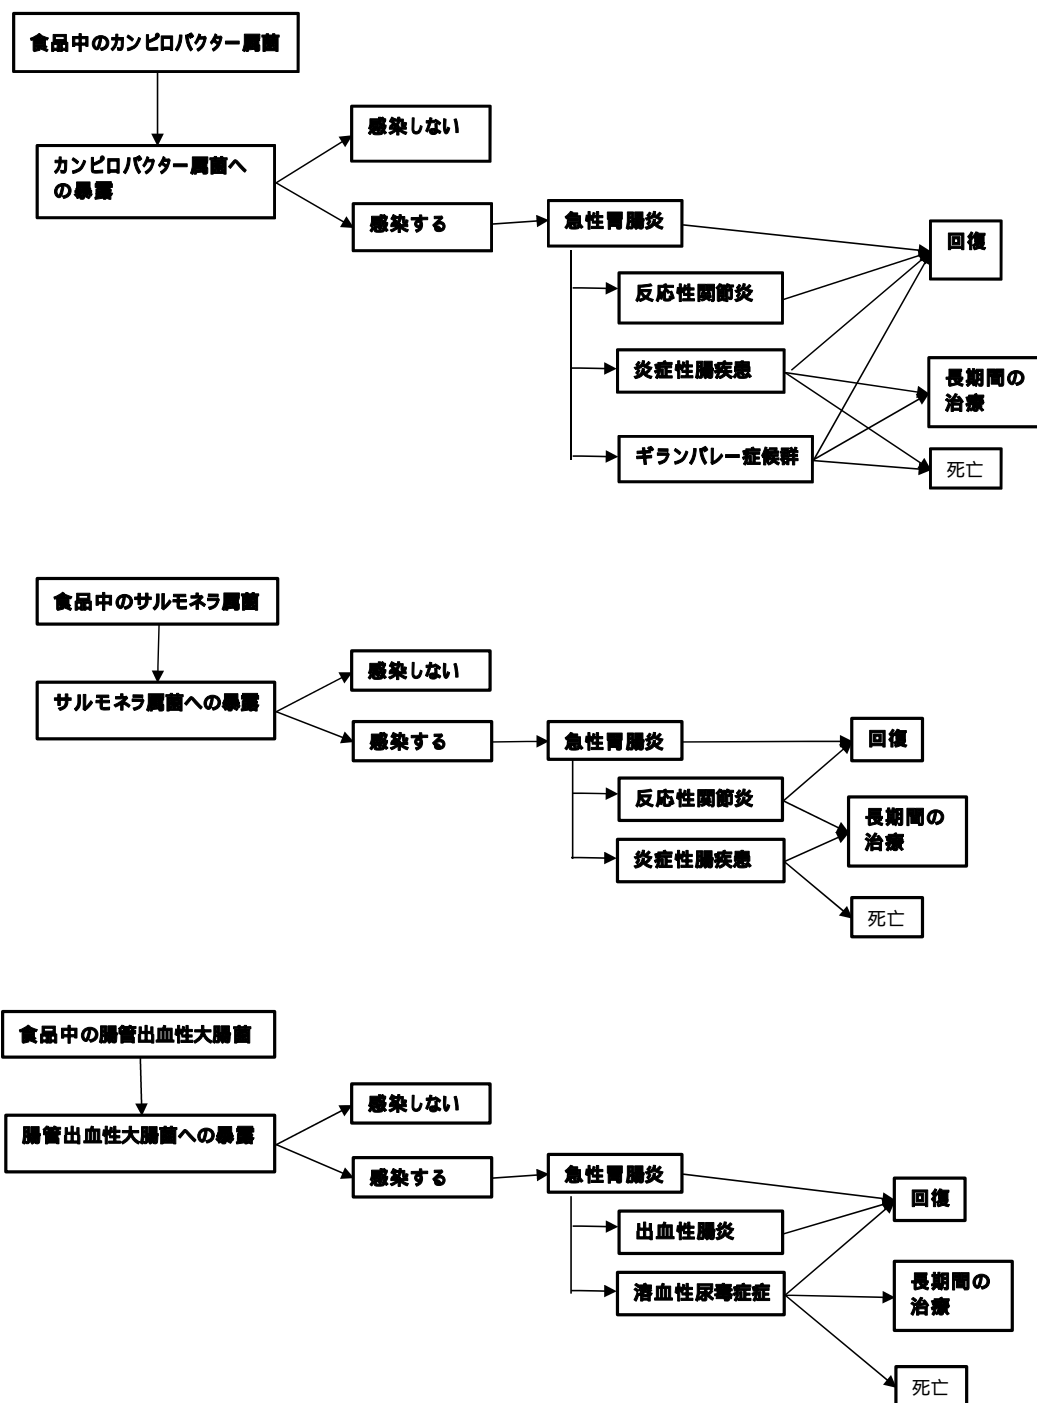 食品中のカンピロバクター属菌
感染しない
カンピロバクター属菌へ
の暴露
感染する
急性胃腸炎
回復
反応性関節炎
炎症性腸疾患
長期間の
治療
ギランバレー症候群
死亡
食品中のサルモネラ属菌
感染しない
サルモネラ属菌への暴露
感染する
急性胃腸炎
回復
反応性関節炎
長期間の
治療
炎症性腸疾患
死亡
食品中の腸管出血性大腸菌
感染しない
腸管出血性大腸菌への暴露
感染する
急性胃腸炎
回復
出血性腸炎
長期間の
治療
溶血性尿毒症症
死亡